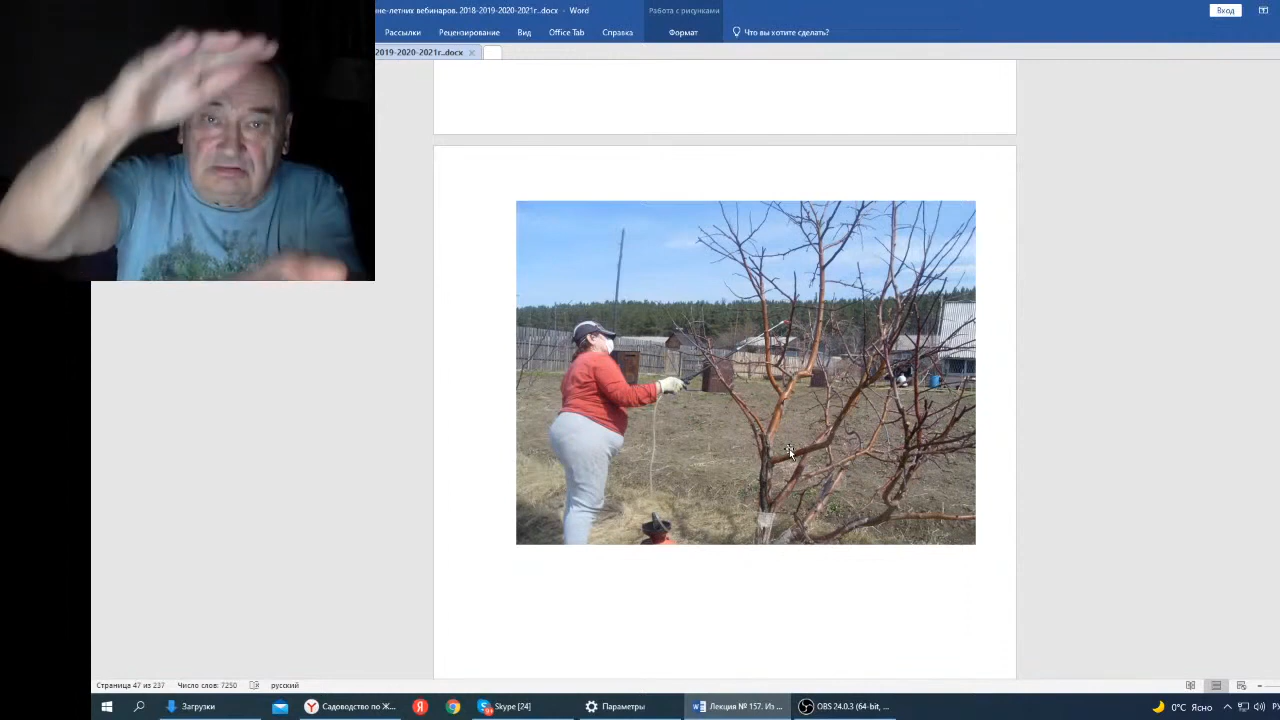 не-летних вебинаров. 2018-2019-2020-2021г...docx - Word
Работа с рисунками
Вход
Рассылки Рецензирование Вид Office Tab Справка Формат Что вы хотите сделать?
2019-2020-2021г..docx
Страница 47 из 237 Число слов: 7250 русский
Загрузки
Садоводство по Ж...
Я
Skype [24]
Параметры
Лекция № 157. Из ...
OBS 24.0.3 (64-bit, ...
0°C Ясно